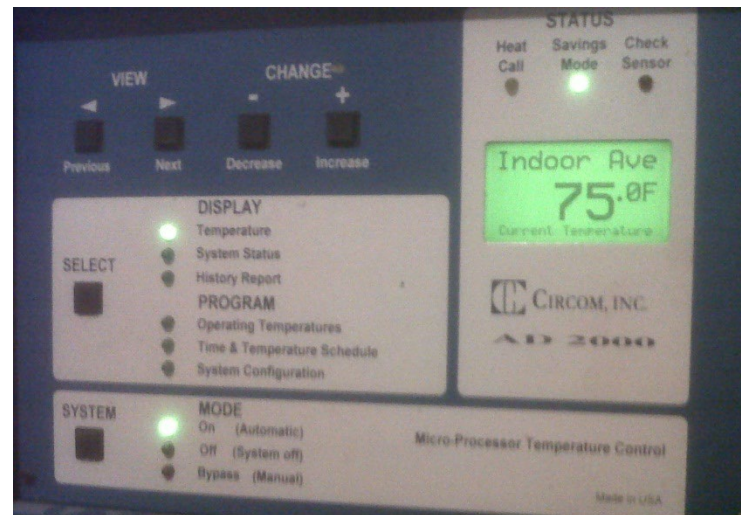 STATUS
Heat Call
Savings Mode
Check Sensor
VIEW
CHANGE
- +
Previous Next Decrease Increase
Indoor Ave
75.0F
Current Temperature
SELECT
DISPLAY
Temperature
System Status
History Report
PROGRAM
Operating Temperatures
Time & Temperature Schedule
System Configuration
CIRCOM, INC.
AD 2000
SYSTEM
MODE
On (Automatic)
Off (System off)
Bypass (Manual)
Micro-Processor Temperature Control
Made in USA